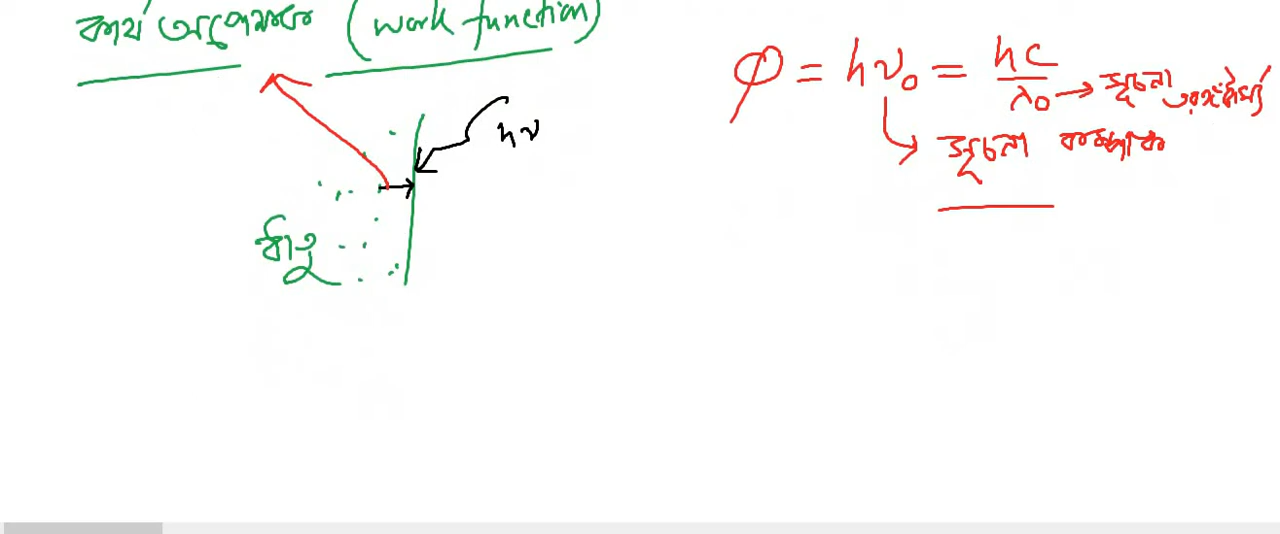 কার্য অপেক্ষক (work function)
φ = hν₀ = hc/λ₀ → সূচনা তরঙ্গদৈর্ঘ্য
→ সূচনা কম্পাঙ্ক
hν
ধাতু